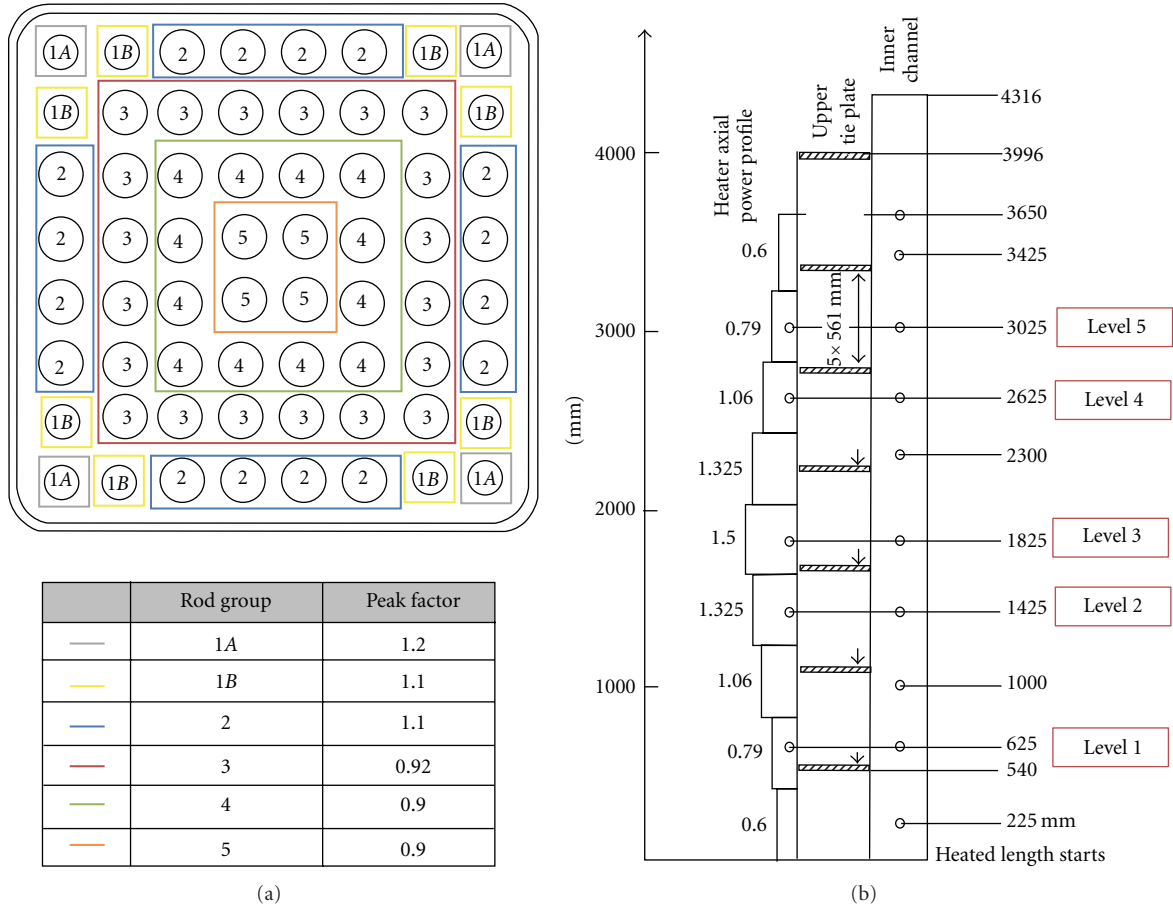 1A 1B 2 2 2 2 1B 1A
1B 3 3 3 3 3 3 1B
2 3 4 4 4 4 3 2
2 3 4 5 5 4 3 2
2 3 4 5 5 4 3 2
2 3 4 4 4 4 3 2
1B 3 3 3 3 3 3 1B
1A 1B 2 2 2 2 1B 1A
Rod group Peak factor
1A 1.2
1B 1.1
2 1.1
3 0.92
4 0.9
5 0.9
(a)
(mm)
4000
3000
2000
1000
Heater axial
power profile
0.6
0.79
1.06
1.325
1.5
1.325
1.06
0.79
0.6
Upper
tie plate
5 × 561 mm
Inner
channel
4316
3996
3650
3425
3025 Level 5
2625 Level 4
2300
1825 Level 3
1425 Level 2
1000
625 Level 1
540
225 mm
Heated length starts
(b)